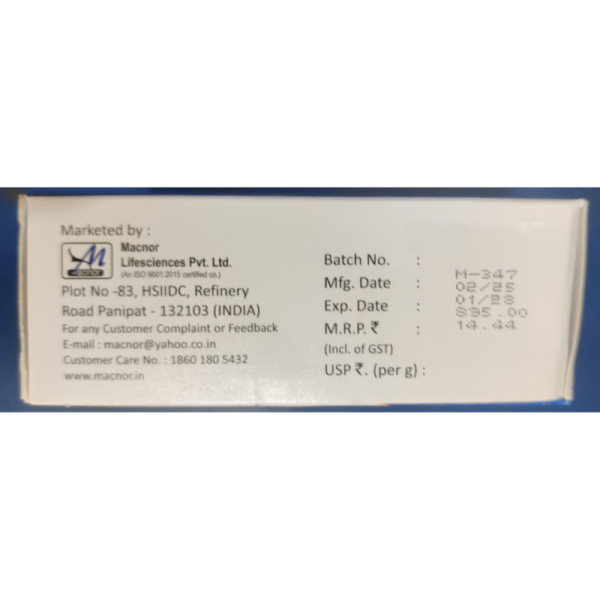 Marketed by :
Macnor
Lifesciences Pvt. Ltd.
(An ISO 9001:2015 certified co.)
macnor
Plot No -83, HSIIDC, Refinery
Road Panipat - 132103 (INDIA)
For any Customer Complaint or Feedback
E-mail : macnor@yahoo.co.in
Customer Care No. : 1860 180 5432
www.macnor.in
Batch No. : M-347
Mfg. Date : 02/25
Exp. Date : 01/28
M.R.P. ₹ : 895.00
(Incl. of GST)
USP ₹. (per g) : 14.44